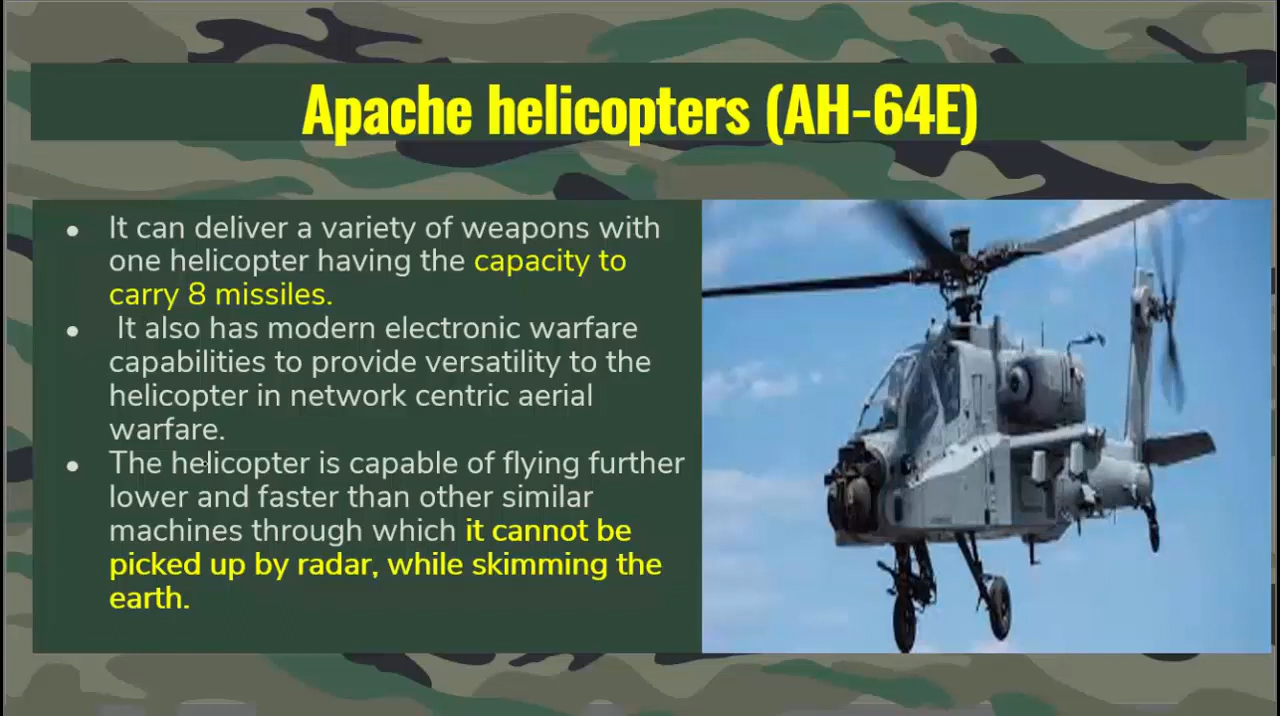 Apache helicopters (AH-64E)
● It can deliver a variety of weapons with
one helicopter having the capacity to
carry 8 missiles.
● It also has modern electronic warfare
capabilities to provide versatility to the
helicopter in network centric aerial
warfare.
● The helicopter is capable of flying further
lower and faster than other similar
machines through which it cannot be
picked up by radar, while skimming the
earth.